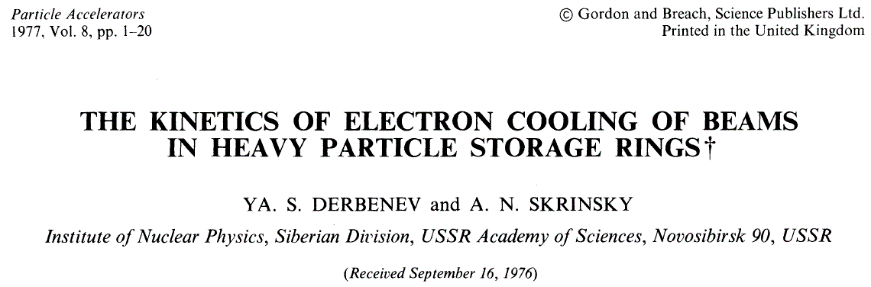 Particle Accelerators
1977, Vol. 8, pp. 1–20
© Gordon and Breach, Science Publishers Ltd.
Printed in the United Kingdom
THE KINETICS OF ELECTRON COOLING OF BEAMS
IN HEAVY PARTICLE STORAGE RINGS†
YA. S. DERBENEV and A. N. SKRINSKY
Institute of Nuclear Physics, Siberian Division, USSR Academy of Sciences, Novosibirsk 90, USSR
(Received September 16, 1976)